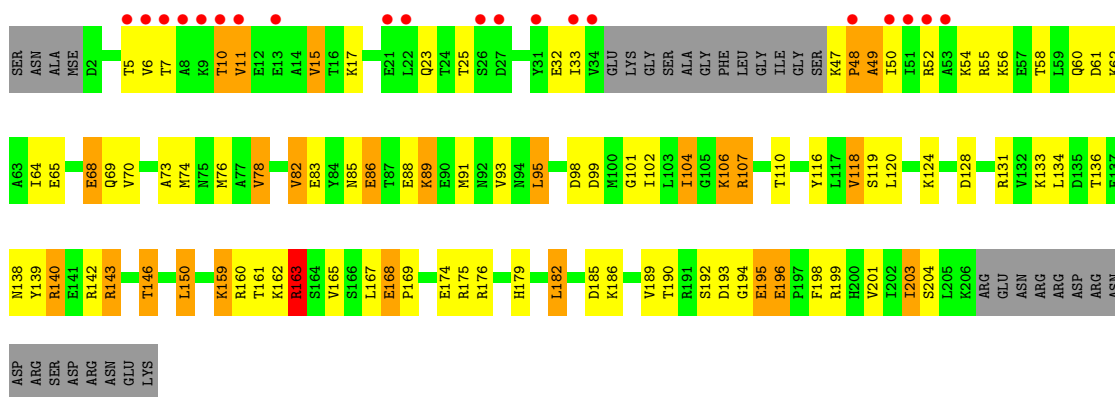 SER ASN ALA MSE D2 T5 V6 T7 A8 K9 T10 V11 E12 E13 A14 V15 T16 K17 E21 L22 Q23 T24 T25 S26 D27 Y31 E32 I33 V34 GLU LYS GLY SER ALA GLY PHE LEU GLY ILE GLY SER K47 P48 A49 I50 I51 R52 A53 K54 R55 K56 E57 T58 L59 Q60 D61 K62
A63 I64 E65 E68 Q69 V70 A73 M74 N75 M76 A77 V78 V82 E83 Y84 N85 E86 T87 E88 K89 E90 M91 N92 V93 N94 L95 D98 D99 M100 G101 I102 L103 I104 G105 K106 R107 T110 Y116 L117 V118 S119 L120 K124 D128 R131 V132 K133 L134 D135 T136 E137
N138 Y139 R140 E141 R142 R143 T146 L150 K159 R160 T161 K162 R163 S164 V165 S166 L167 E168 P169 E174 R175 R176 H179 L182 D185 K186 V189 T190 R191 S192 D193 G194 E195 E196 P197 F198 R199 H200 V201 I202 I203 S204 L205 K206 ARG GLU ASN ARG ARG ASP ARG ASN
ASP ARG SER ASP ARG ASN GLU LYS